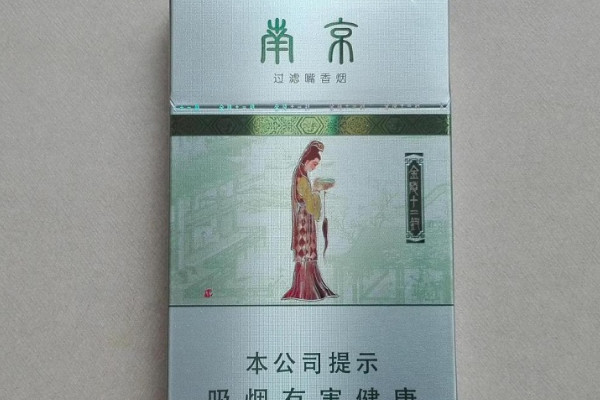 南京
过滤嘴香烟
金陵十二钗
本公司提示
吸烟有害健康